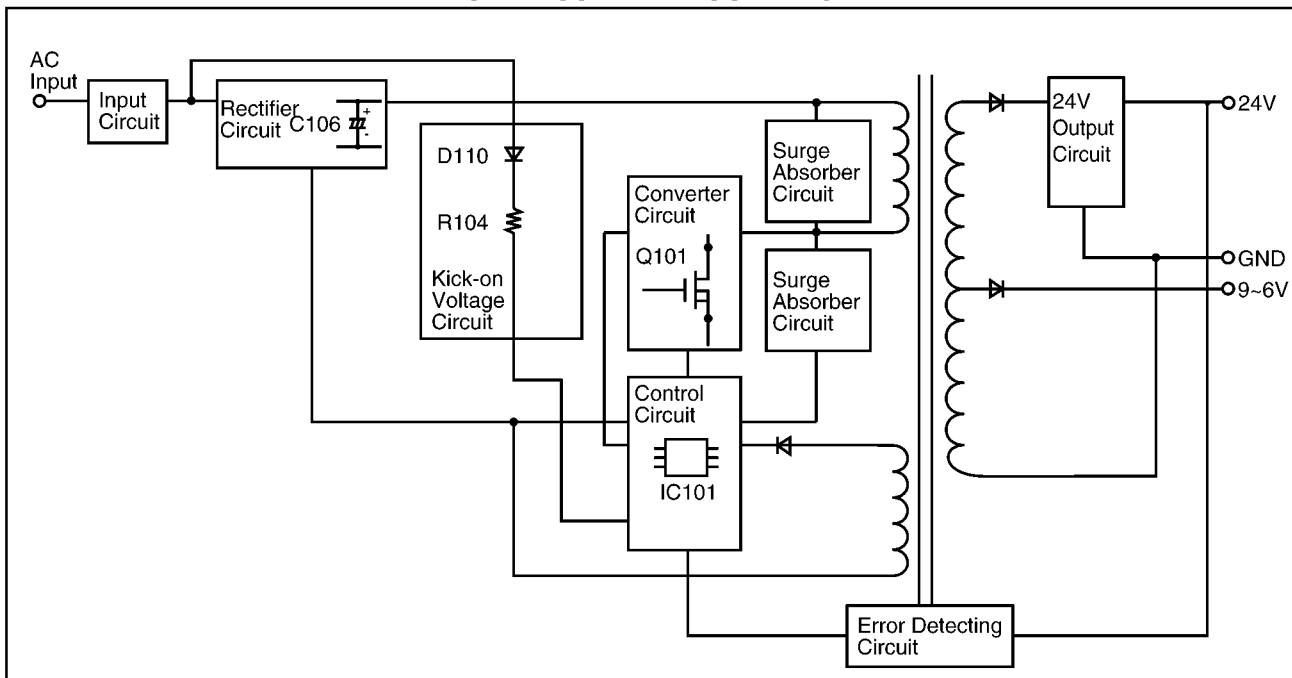 AC
Input
Input
Circuit
Rectifier
Circuit
C106
+
-
D110
R104
Kick-on
Voltage
Circuit
Converter
Circuit
Q101
Surge
Absorber
Circuit
Surge
Absorber
Circuit
Control
Circuit
IC101
24V
Output
Circuit
24V
GND
9~6V
Error Detecting
Circuit